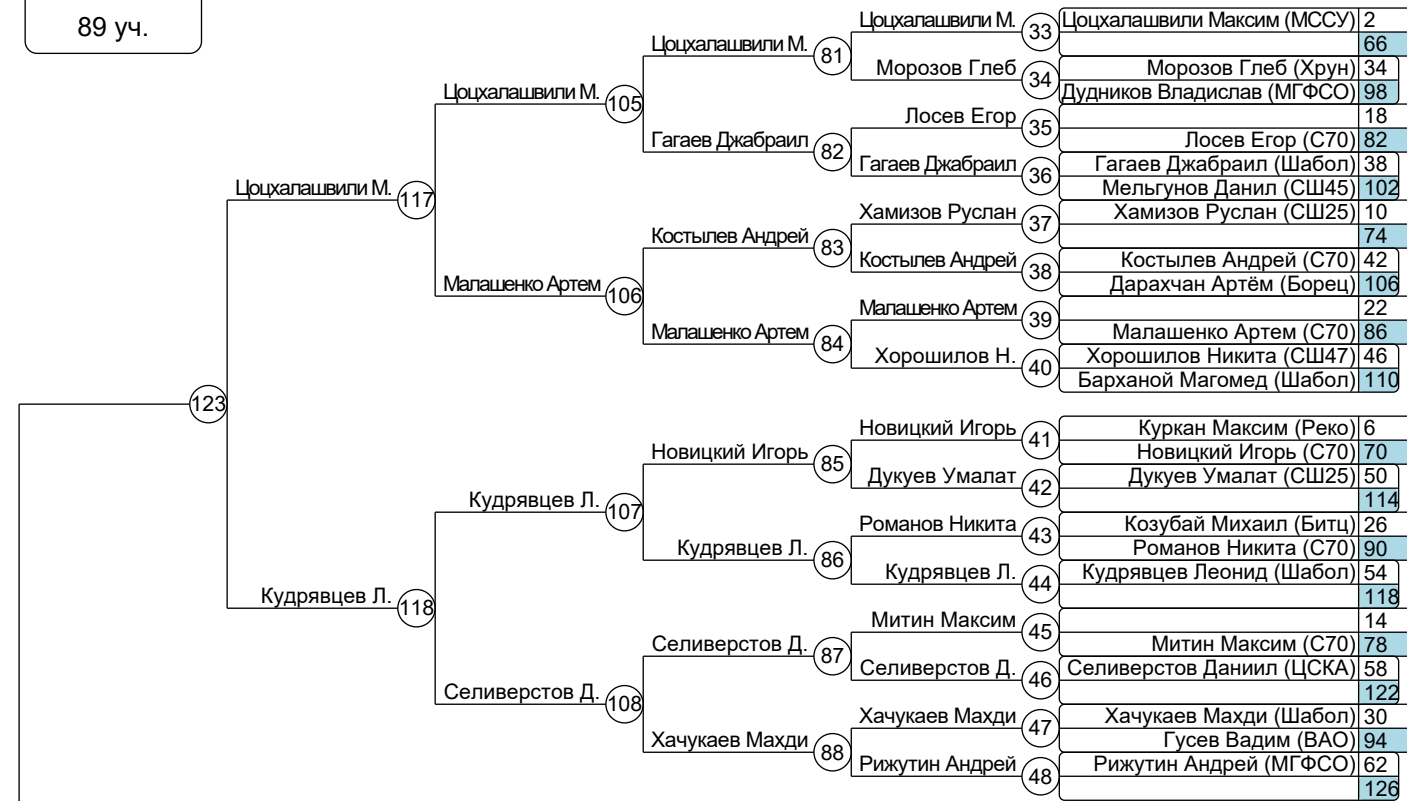 89 уч.
Цоцхалашвили М. 33 Цоцхалашвили Максим (МССУ) 2
Цоцхалашвили М. 81 66
Морозов Глеб 34 Морозов Глеб (Хрун) 34
Цоцхалашвили М. 105 Дудников Владислав (МГФСО) 98
Лосев Егор 35 18
Гагаев Джабраил 82 Лосев Егор (С70) 82
Гагаев Джабраил 36 Гагаев Джабраил (Шабол) 38
Цоцхалашвили М. 117 Мельгунов Данил (СШ45) 102
Хамизов Руслан 37 Хамизов Руслан (СШ25) 10
Костылев Андрей 83 74
Костылев Андрей 38 Костылев Андрей (С70) 42
Малашенко Артем 106 Дарахчан Артём (Борец) 106
Малашенко Артем 39 22
Малашенко Артем 84 Малашенко Артем (С70) 86
Хорошилов Н. 40 Хорошилов Никита (СШ47) 46
Барханой Магомед (Шабол) 110
123
Новицкий Игорь 41 Куркан Максим (Реко) 6
Новицкий Игорь 85 Новицкий Игорь (С70) 70
Дукуев Умалат 42 Дукуев Умалат (СШ25) 50
Кудрявцев Л. 107 114
Романов Никита 43 Козубай Михаил (Битц) 26
Кудрявцев Л. 86 Романов Никита (С70) 90
Кудрявцев Л. 44 Кудрявцев Леонид (Шабол) 54
Кудрявцев Л. 118 118
Митин Максим 45 14
Селиверстов Д. 87 Митин Максим (С70) 78
Селиверстов Д. 46 Селиверстов Даниил (ЦСКА) 58
Селиверстов Д. 108 122
Хачукаев Махди 47 Хачукаев Махди (Шабол) 30
Хачукаев Махди 88 Гусев Вадим (ВАО) 94
Рижутин Андрей 48 Рижутин Андрей (МГФСО) 62
126